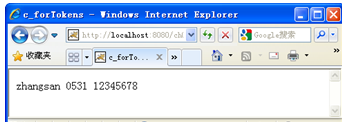 c_forTokens - Windows Internet Explorer
http://localhost:8080/ch
Google搜索
收藏夹
c_forTo...
zhangsan 0531 12345678